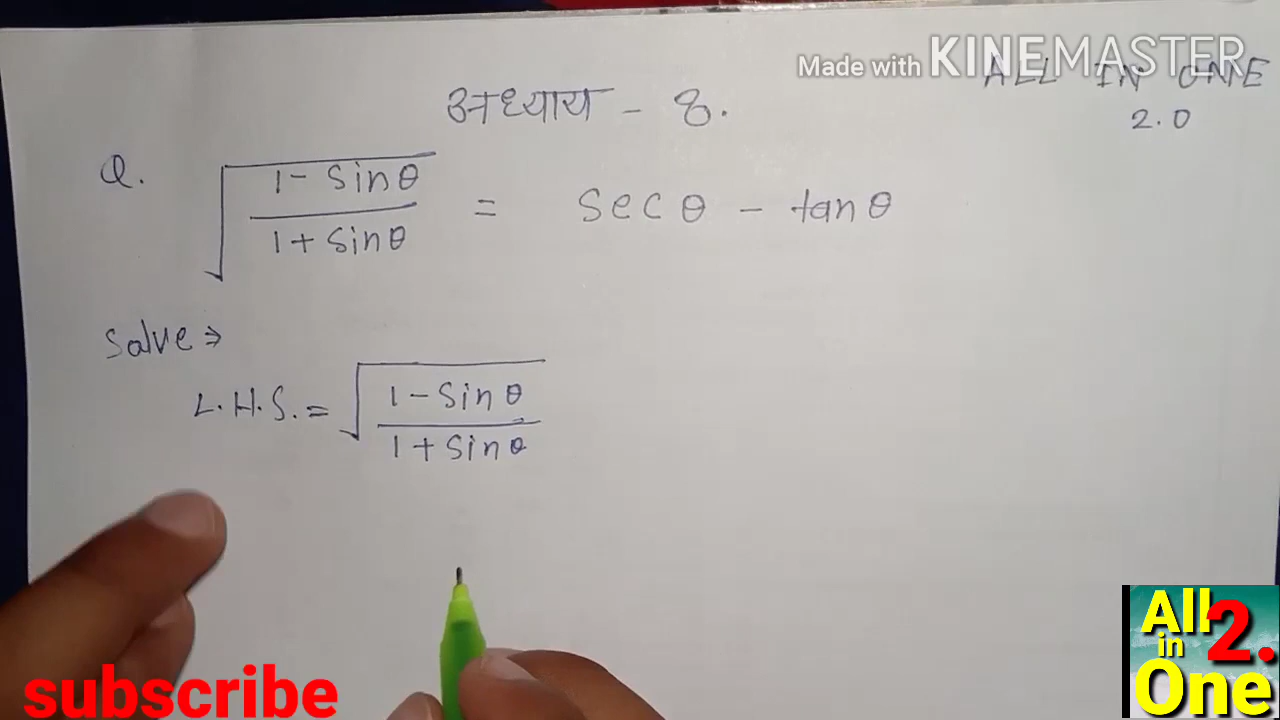 Made with KINEMASTER
ALL IN ONE
2.0
अध्याय - 8.
Q. √(1 - sinθ / 1 + sinθ) = secθ - tanθ
Solve ⇒
L.H.S. = √(1 - sinθ / 1 + sinθ)
All in One 2.
subscribe